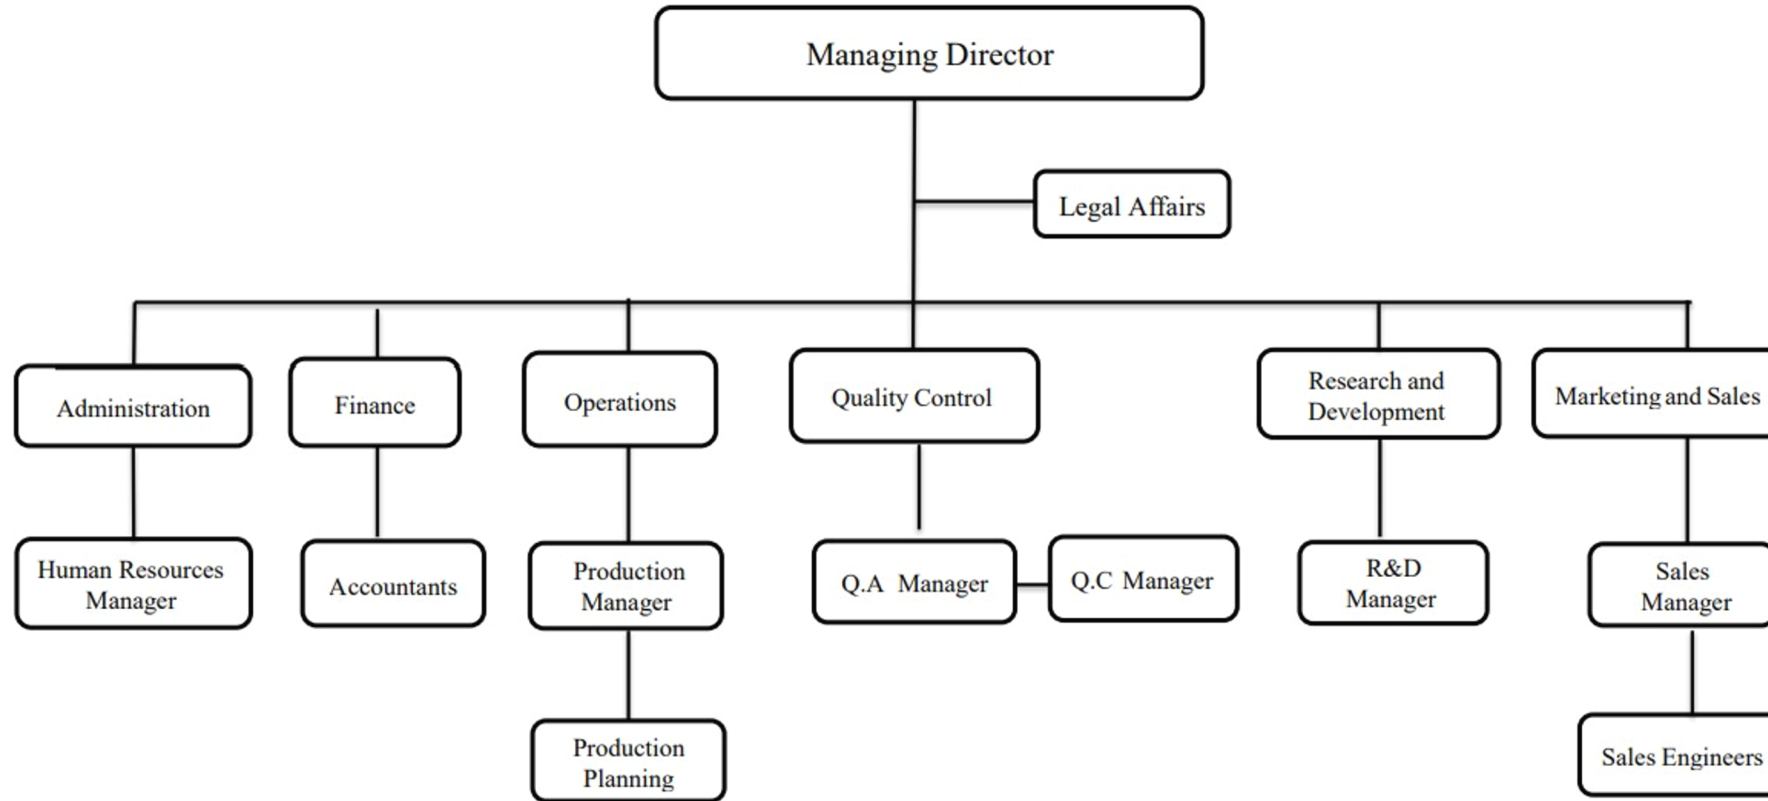 Managing Director
Legal Affairs
Administration
Finance
Operations
Quality Control
Research and
Development
Marketing and Sales
Human Resources
Manager
Accountants
Production
Manager
Q.A Manager
Q.C Manager
R&D
Manager
Sales
Manager
Production
Planning
Sales Engineers